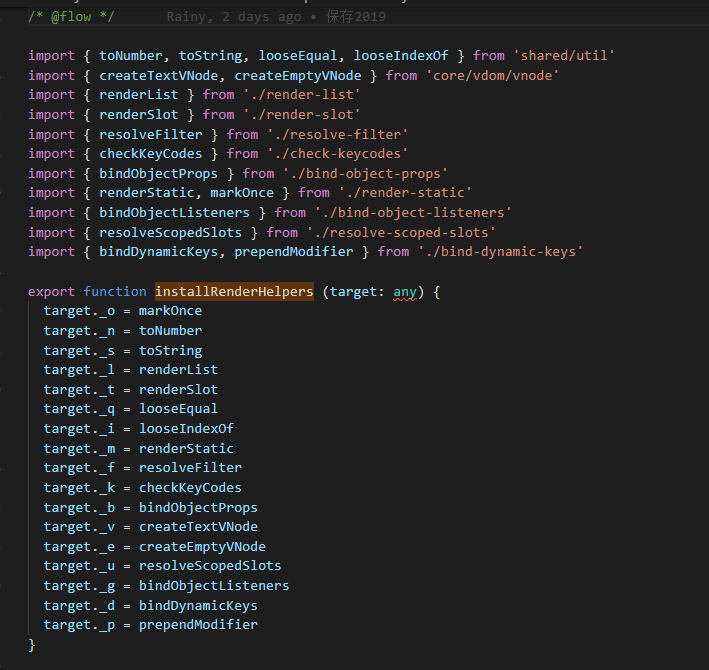 /* @flow */ Rainy, 2 days ago • 保存2019
import { toNumber, toString, looseEqual, looseIndexOf } from 'shared/util'
import { createTextVNode, createEmptyVNode } from 'core/vdom/vnode'
import { renderList } from './render-list'
import { renderSlot } from './render-slot'
import { resolveFilter } from './resolve-filter'
import { checkKeyCodes } from './check-keycodes'
import { bindObjectProps } from './bind-object-props'
import { renderStatic, markOnce } from './render-static'
import { bindObjectListeners } from './bind-object-listeners'
import { resolveScopedSlots } from './resolve-scoped-slots'
import { bindDynamicKeys, prependModifier } from './bind-dynamic-keys'
export function installRenderHelpers (target: any) {
target._o = markOnce
target._n = toNumber
target._s = toString
target._l = renderList
target._t = renderSlot
target._q = looseEqual
target._i = looseIndexOf
target._m = renderStatic
target._f = resolveFilter
target._k = checkKeyCodes
target._b = bindObjectProps
target._v = createTextVNode
target._e = createEmptyVNode
target._u = resolveScopedSlots
target._g = bindObjectListeners
target._d = bindDynamicKeys
target._p = prependModifier
}